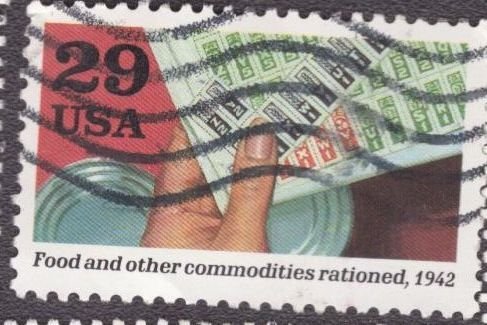 29
USA
Food and other commodities rationed, 1942